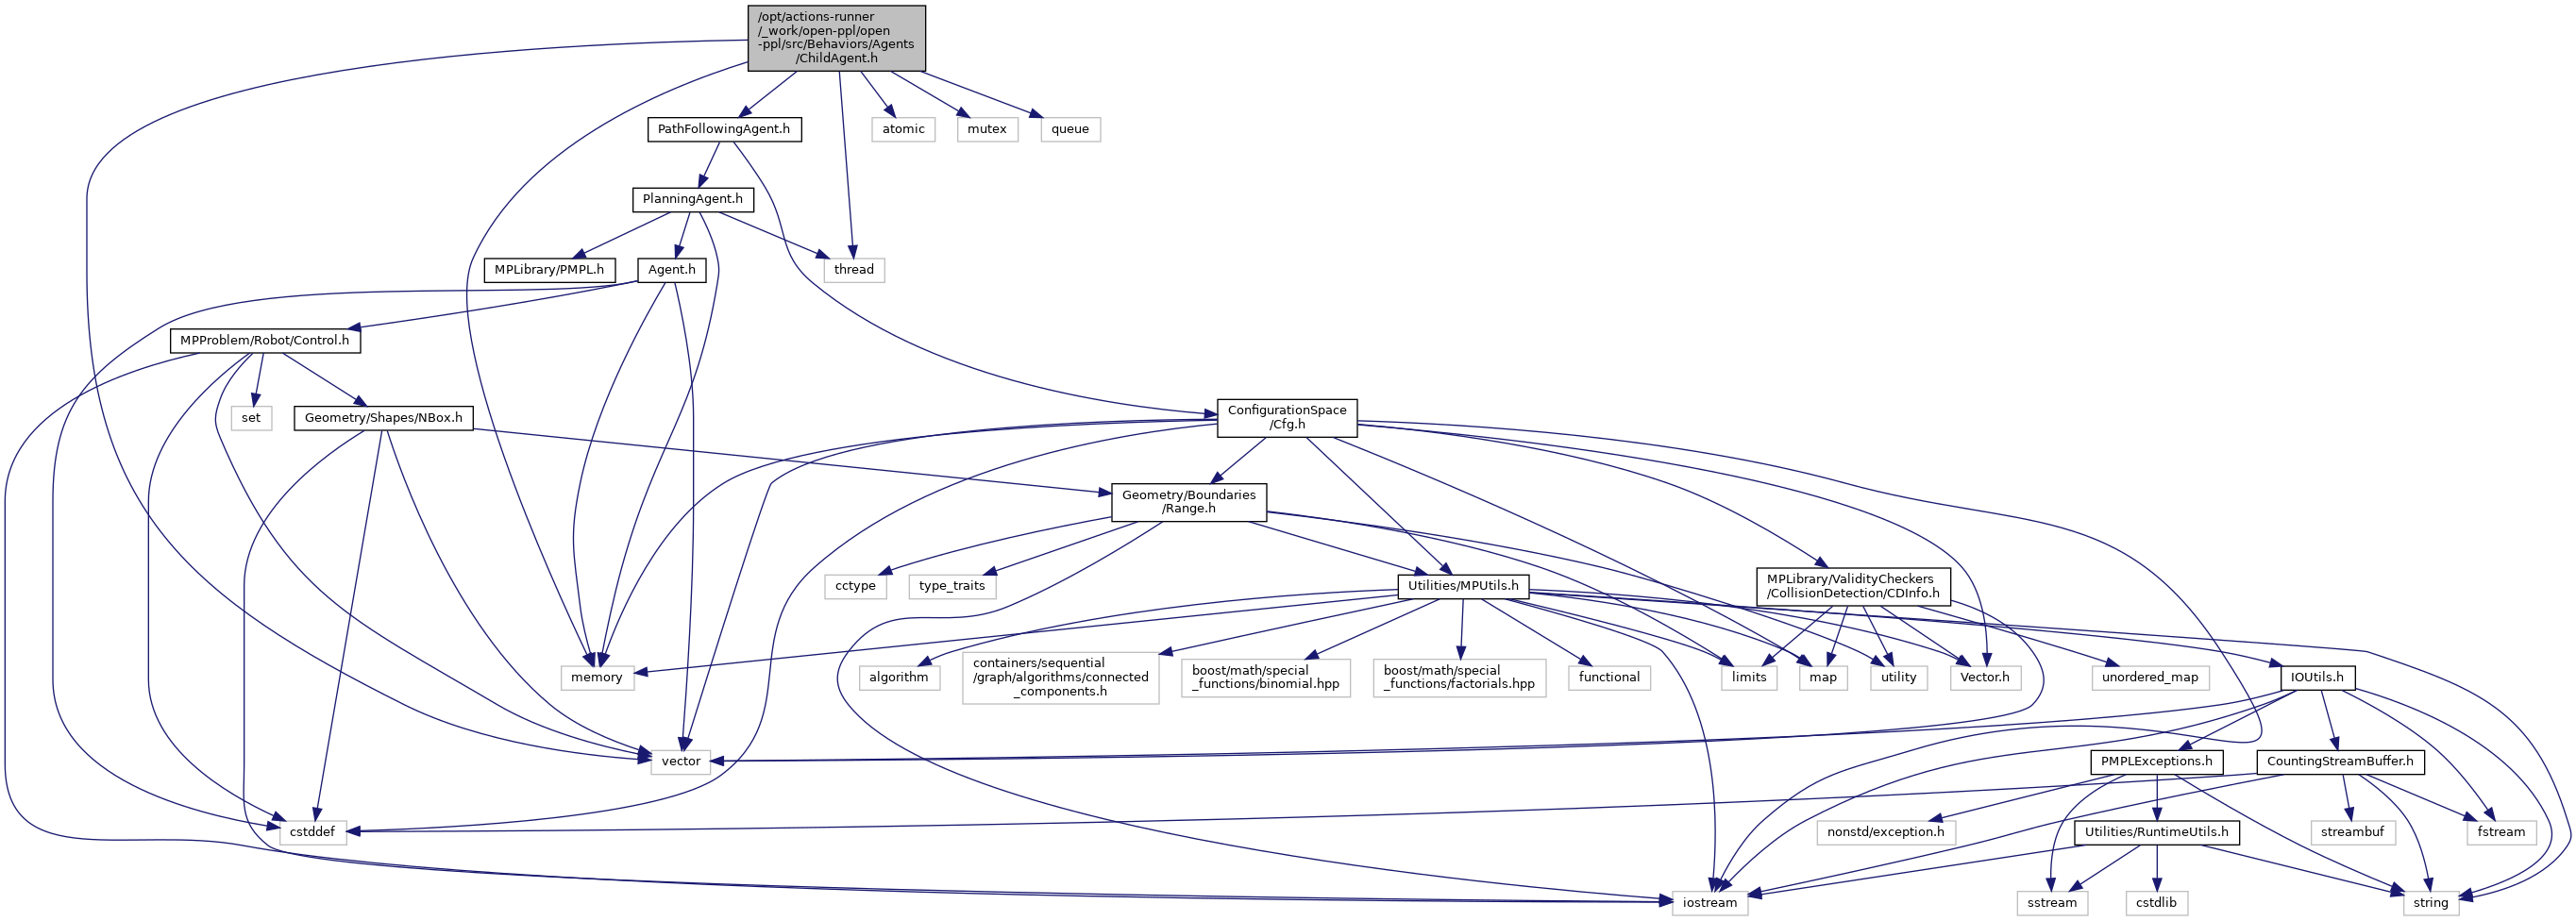 /opt/actions-runner
/_work/open-ppl/open
-ppl/src/Behaviors/Agents
/ChildAgent.h
PathFollowingAgent.h
atomic
mutex
queue
PlanningAgent.h
MPLibrary/PMPL.h
Agent.h
thread
MPProblem/Robot/Control.h
set
Geometry/Shapes/NBox.h
ConfigurationSpace
/Cfg.h
Geometry/Boundaries
/Range.h
cctype
type_traits
Utilities/MPUtils.h
MPLibrary/ValidityCheckers
/CollisionDetection/CDInfo.h
memory
algorithm
containers/sequential
/graph/algorithms/connected
_components.h
boost/math/special
_functions/binomial.hpp
boost/math/special
_functions/factorials.hpp
functional
limits
map
utility
Vector.h
unordered_map
IOUtils.h
vector
PMPLExceptions.h
CountingStreamBuffer.h
cstddef
nonstd/exception.h
Utilities/RuntimeUtils.h
streambuf
fstream
iostream
sstream
cstdlib
string